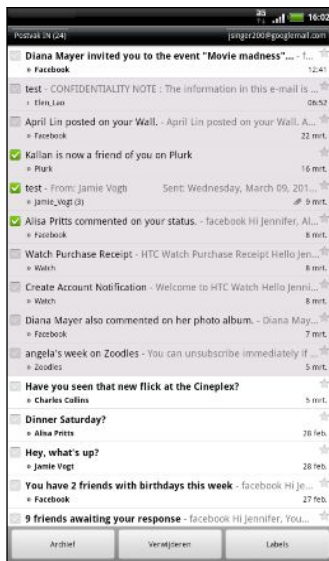 16:02
Postvak IN (24) jsinger200@googlemail.com
Diana Mayer invited you to the event "Movie madness"... - f...
» Facebook 12:41
test - CONFIDENTIALITY NOTE : The information in this e-mail is ...
› Elen_Lao 06:52
April Lin posted on your Wall. - April Lin posted on your Wall. A...
» Facebook 22 mrt.
Kallan is now a friend of you on Plurk
» Plurk 16 mrt.
test - From: Jamie Vogti Sent: Wednesday, March 09, 201...
» Jamie_Vogt (3) 9 mrt.
Alisa Pritts commented on your status. - facebook Hi Jennifer, Al...
» Facebook 8 mrt.
Watch Purchase Receipt - HTC Watch Purchase Receipt Hello Jen...
» Watch 8 mrt.
Create Account Notification - Welcome to HTC Watch Hello Jenni...
» Watch 8 mrt.
Diana Mayer also commented on her photo album. - Diana May...
» Facebook 7 mrt.
angela's week on Zoodles - You can unsubscribe immediately if ...
» Zoodles 5 mrt.
Have you seen that new flick at the Cineplex?
» Charles Collins 5 mrt.
Dinner Saturday?
» Alisa Pritts 28 feb.
Hey, what's up?
» Jamie Vogt 28 feb.
You have 2 friends with birthdays this week - facebook Hi Je...
» Facebook 27 feb.
9 friends awaiting your response - facebook Hi Jennifer, You...
Archief Verwijderen Labels